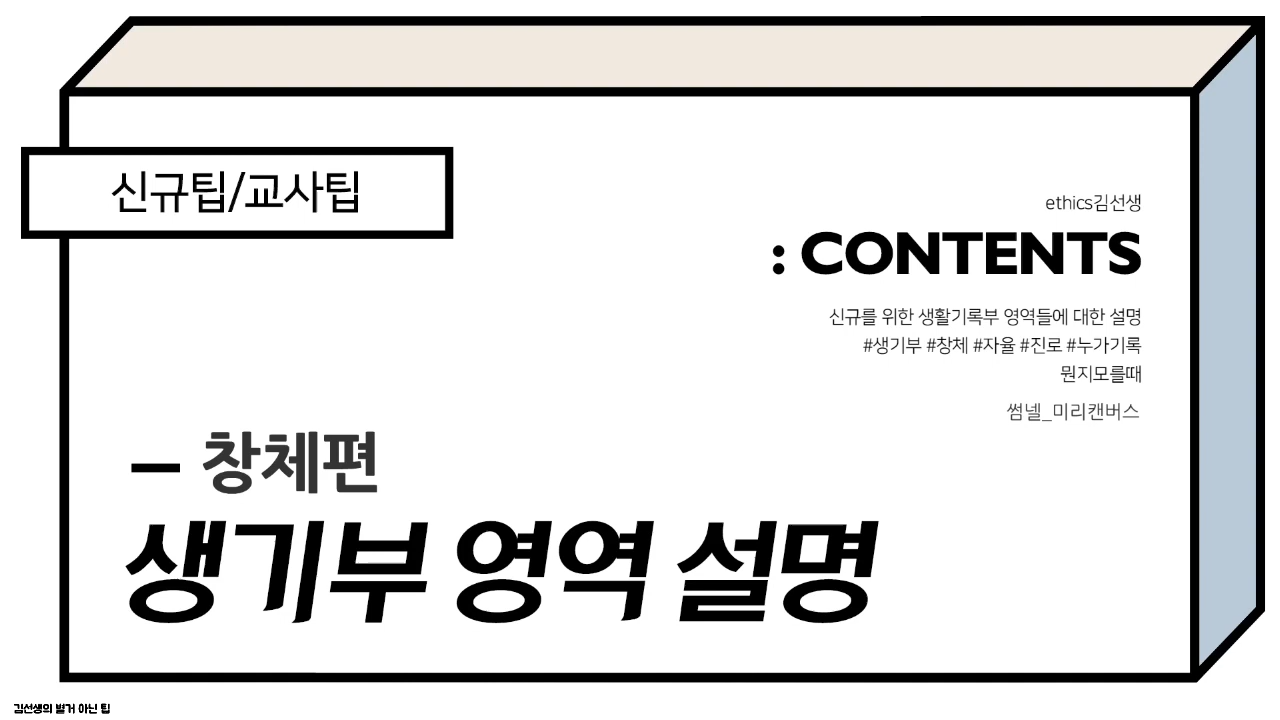 신규팁/교사팁
ethics김선생
: CONTENTS
신규를 위한 생활기록부 영역들에 대한 설명
#생기부 #창체 #자율 #진로 #누가기록
뭔지모를때
썸넬_미리캔버스
– 창체편
생기부 영역 설명
김선생의 별거 아닌 팁